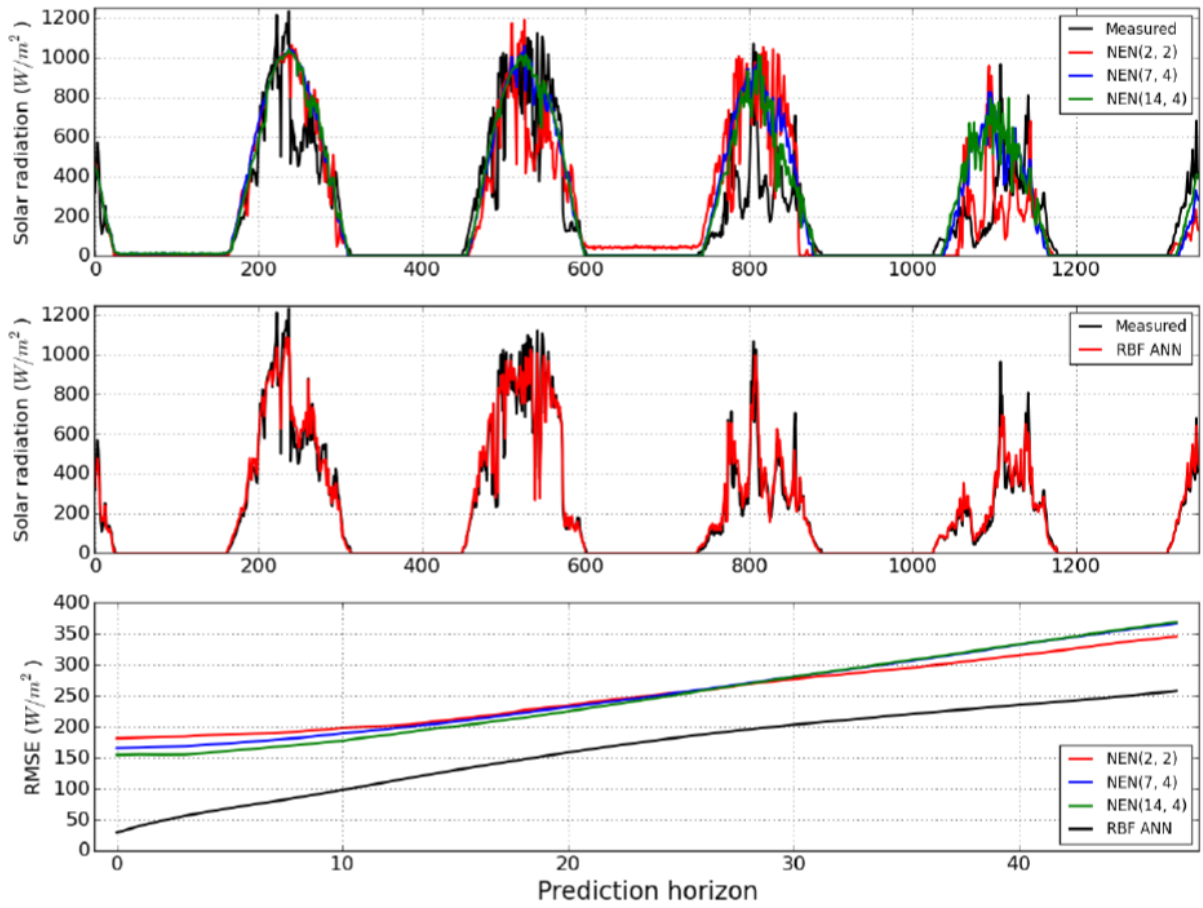 1200
1000
800
600
400
200
0
Solar radiation (W/m²)
Measured
NEN(2, 2)
NEN(7, 4)
NEN(14, 4)
0 200 400 600 800 1000 1200
1200
1000
800
600
400
200
0
Solar radiation (W/m²)
Measured
RBF ANN
0 200 400 600 800 1000 1200
400
350
300
250
200
150
100
50
0
RMSE (W/m²)
NEN(2, 2)
NEN(7, 4)
NEN(14, 4)
RBF ANN
0 10 20 30 40
Prediction horizon